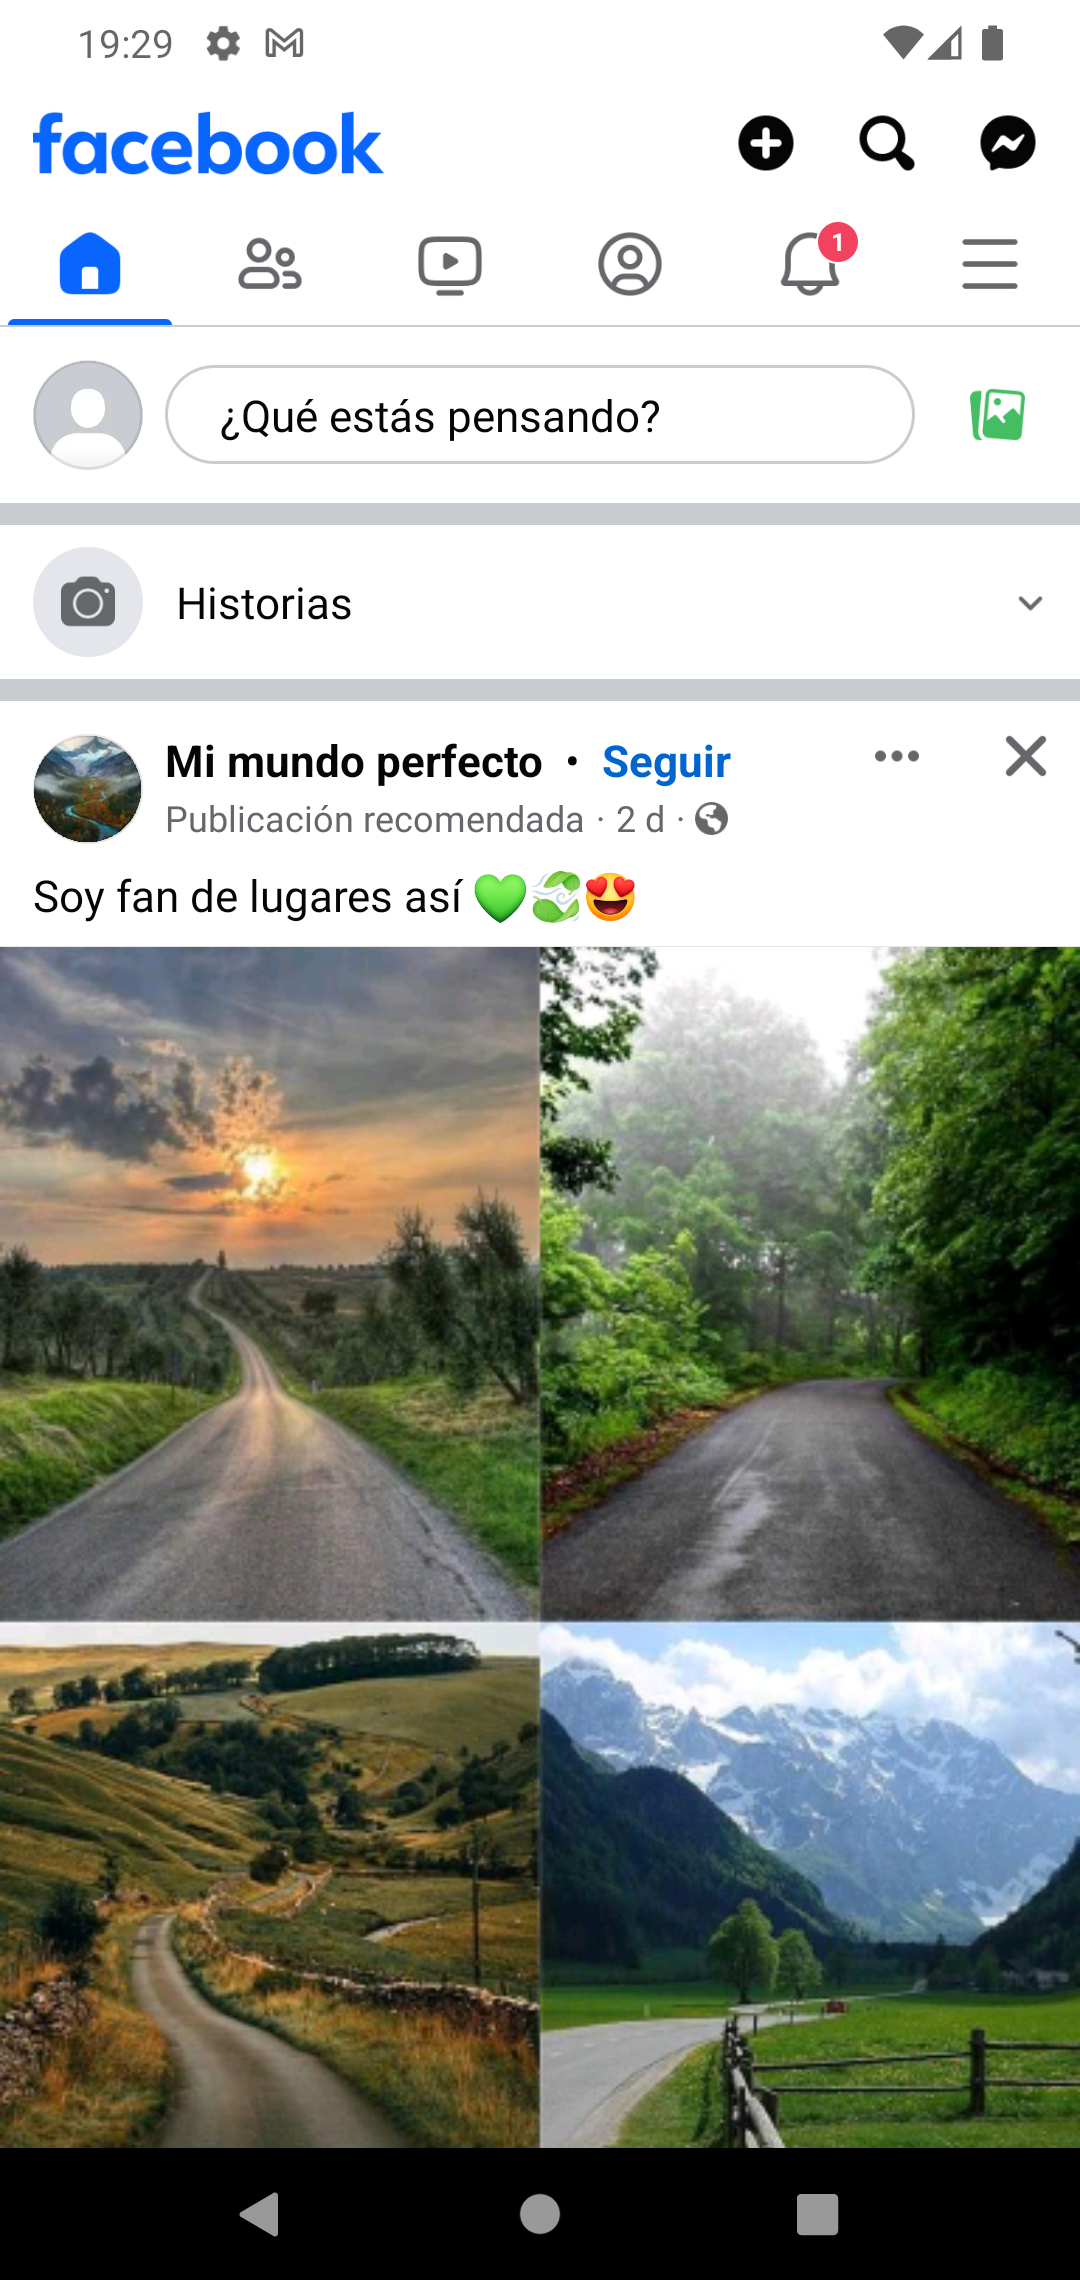 19:29
facebook
1
¿Qué estás pensando?
Historias
Mi mundo perfecto • Seguir
Publicación recomendada · 2 d ·
Soy fan de lugares así 💚🍃😍